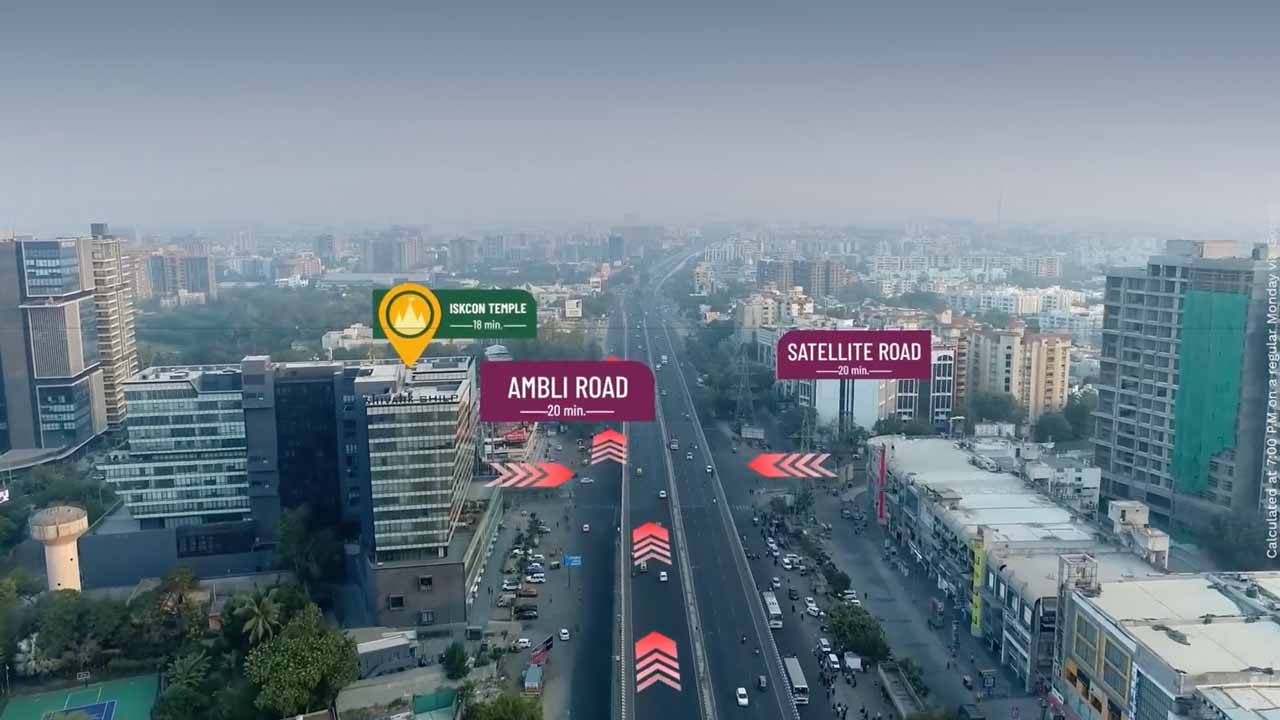 ISKCON TEMPLE
18 min.
AMBLI ROAD
20 min.
SATELLITE ROAD
20 min.
SHILP
Calculated at 7:00 PM on a regular Monday